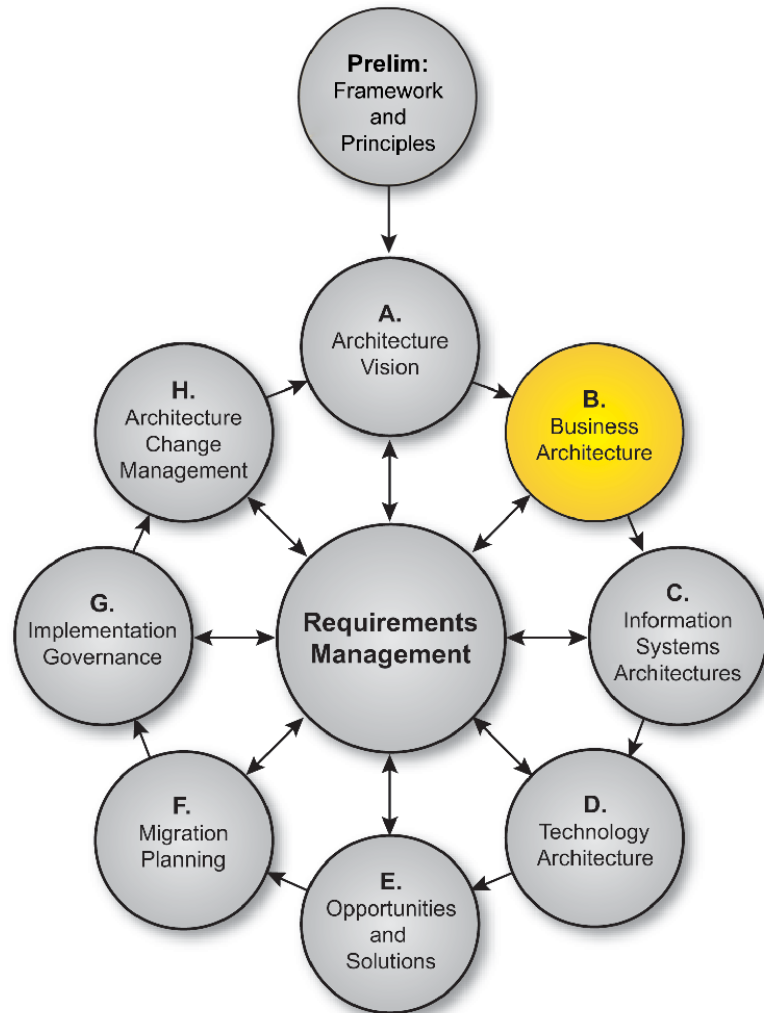 Prelim:
Framework
and
Principles
A.
Architecture
Vision
B.
Business
Architecture
C.
Information
Systems
Architectures
D.
Technology
Architecture
E.
Opportunities
and
Solutions
F.
Migration
Planning
G.
Implementation
Governance
H.
Architecture
Change
Management
Requirements
Management